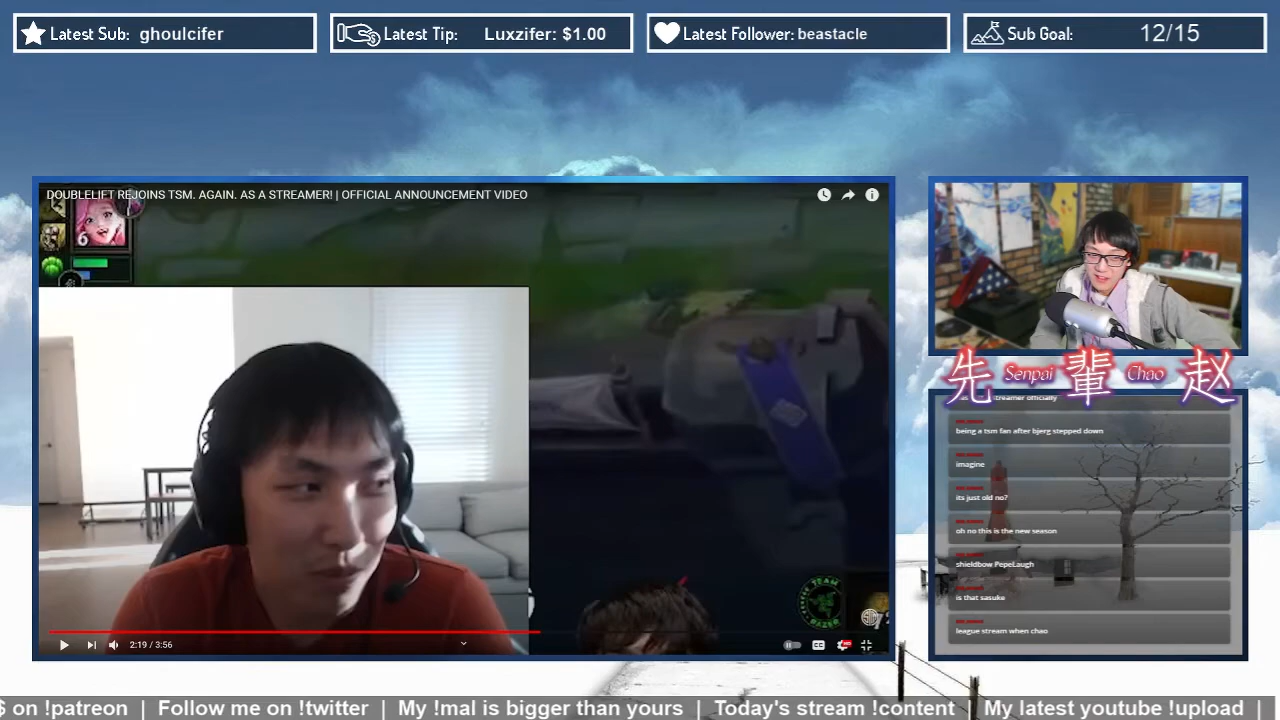 Latest Sub: ghoulcifer
Latest Tip: Luxzifer: $1.00
Latest Follower: beastacle
Sub Goal: 12/15
DOUBLELIFT REJOINS TSM. AGAIN. AS A STREAMER! | OFFICIAL ANNOUNCEMENT VIDEO
6
TEAM RAZER
2:19 / 3:56
CC
先 Senpai 輩 Chao 赵
streamer officially
being a tsm fan after bjerg stepped down
imagine
its just old no?
oh no this is the new season
shieldbow PepeLaugh
is that sasuke
league stream when chao
$ on !patreon | Follow me on !twitter | My !mal is bigger than yours | Today's stream !content | My latest youtube !upload |